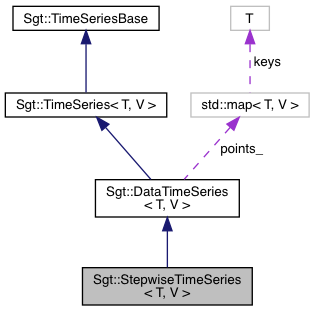 Sgt::TimeSeriesBase
T
keys
Sgt::TimeSeries< T, V >
std::map< T, V >
points_
Sgt::DataTimeSeries
< T, V >
Sgt::StepwiseTimeSeries
< T, V >